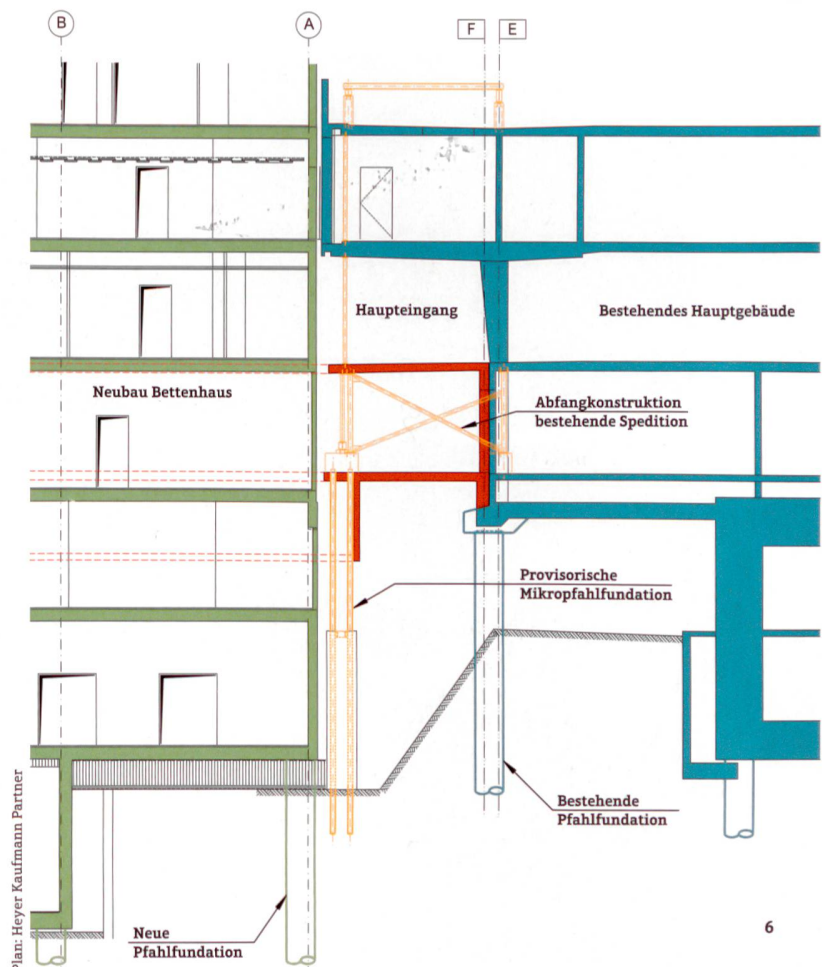 B
A
F
E
Haupteingang
Bestehendes Hauptgebäude
Neubau Bettenhaus
Abfangkonstruktion
bestehende Spedition
Provisorische
Mikropfahlfundation
Bestehende
Pfahlfundation
Neue
Pfahlfundation
6
Plan: Heyer Kaufmann Partner